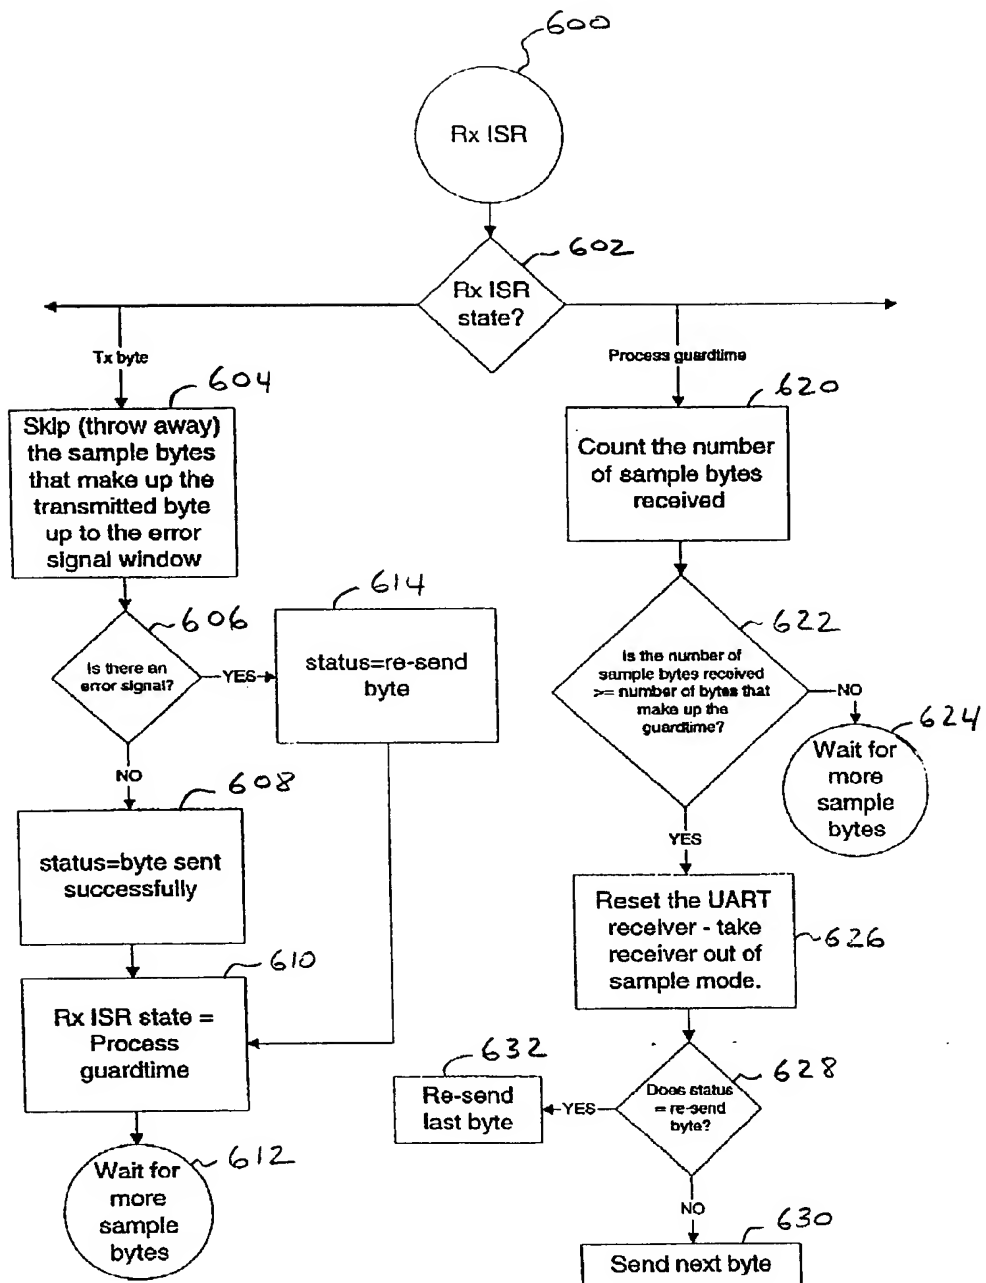 600
Rx ISR
602
Rx ISR
state?
Tx byte
Process guardtime
604
Skip (throw away)
the sample bytes
that make up the
transmitted byte
up to the error
signal window
620
Count the number
of sample bytes
received
606
Is there an
error signal?
YES
614
status=re-send
byte
622
Is the number of
sample bytes received
>= number of bytes that
make up the
guardtime?
NO
624
Wait for
more
sample
bytes
NO
608
status=byte sent
successfully
YES
Reset the UART
receiver - take
receiver out of
sample mode.
626
610
Rx ISR state =
Process
guardtime
632
Re-send
last byte
YES
628
Does status
= re-send
byte?
612
Wait for
more
sample
bytes
NO
630
Send next byte